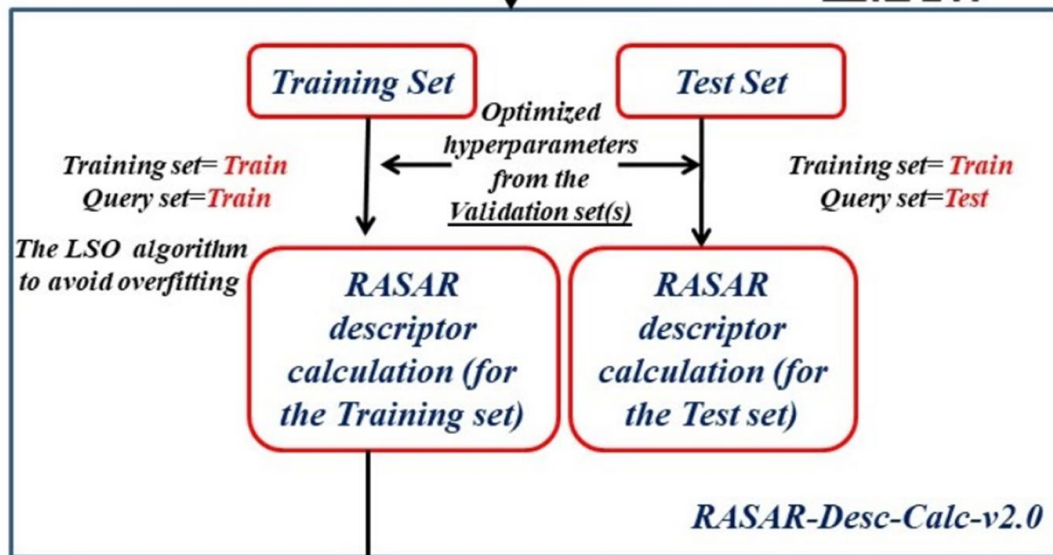 Training Set
Test Set
Optimized
hyperparameters
from the
Validation set(s)
Training set= Train
Query set=Train
Training set= Train
Query set=Test
The LSO algorithm
to avoid overfitting
RASAR
descriptor
calculation (for
the Training set)
RASAR
descriptor
calculation (for
the Test set)
RASAR-Desc-Calc-v2.0